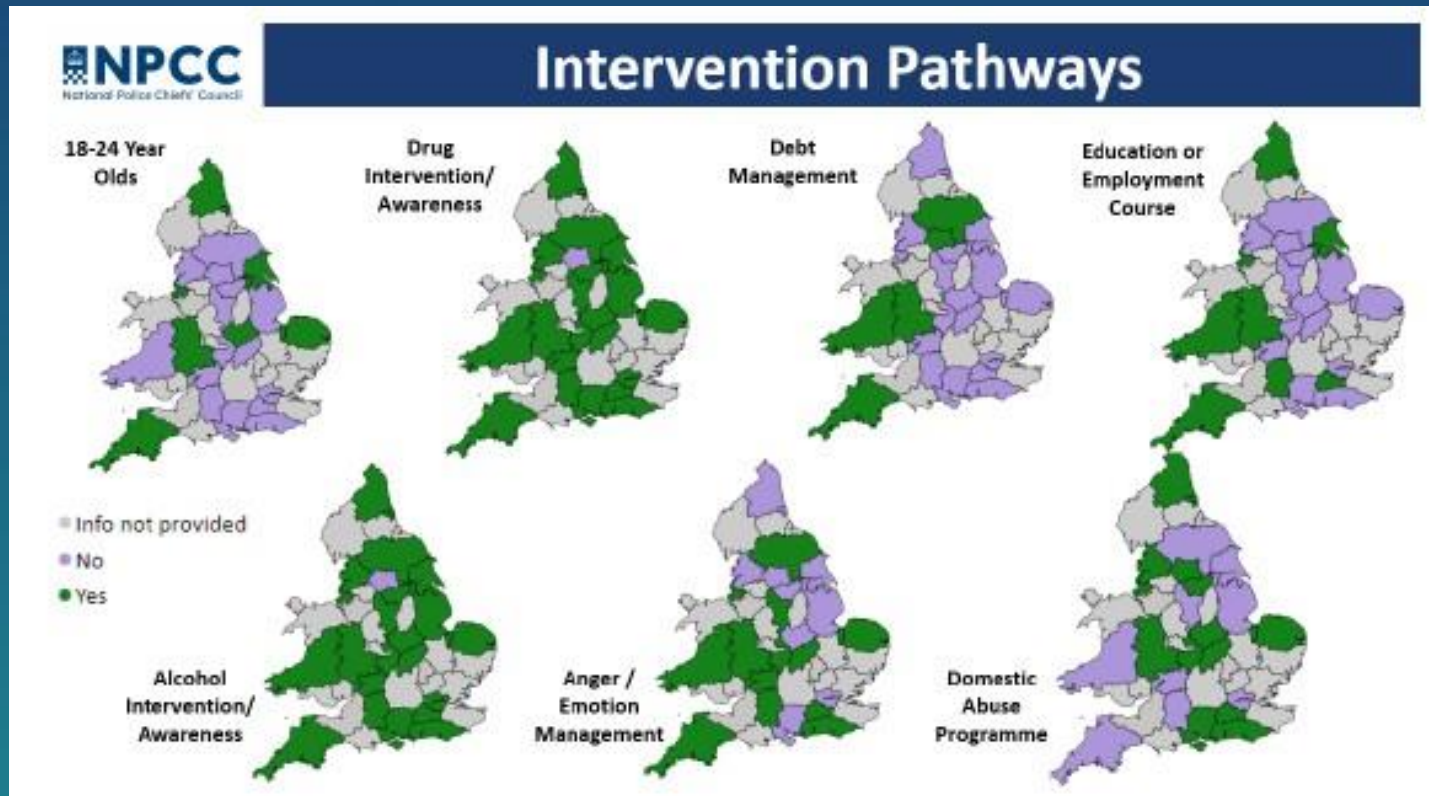 NPCC
National Police Chiefs' Council
Intervention Pathways
18-24 Year
Olds
Drug
Intervention/
Awareness
Debt
Management
Education or
Employment
Course
Info not provided
No
Yes
Alcohol
Intervention/
Awareness
Anger /
Emotion
Management
Domestic
Abuse
Programme